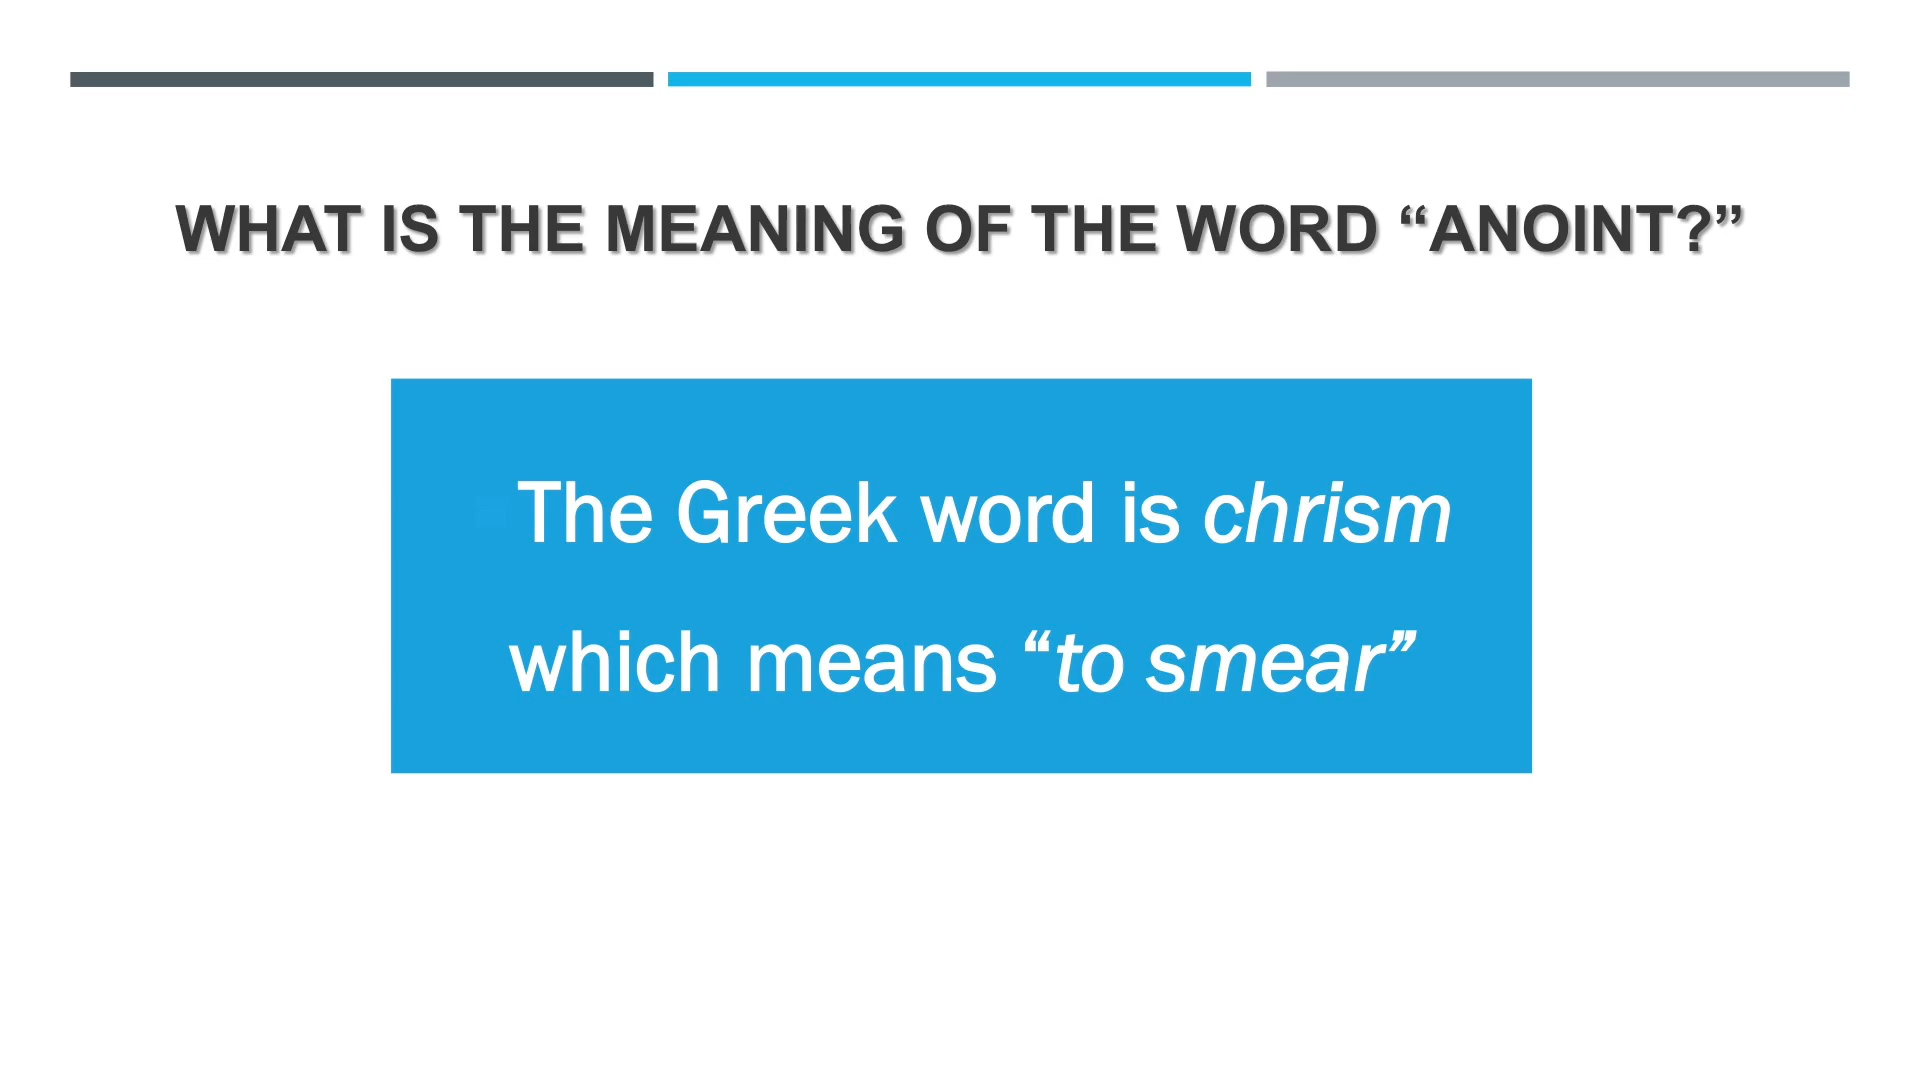 WHAT IS THE MEANING OF THE WORD “ANOINT?”
The Greek word is chrism
which means “to smear”